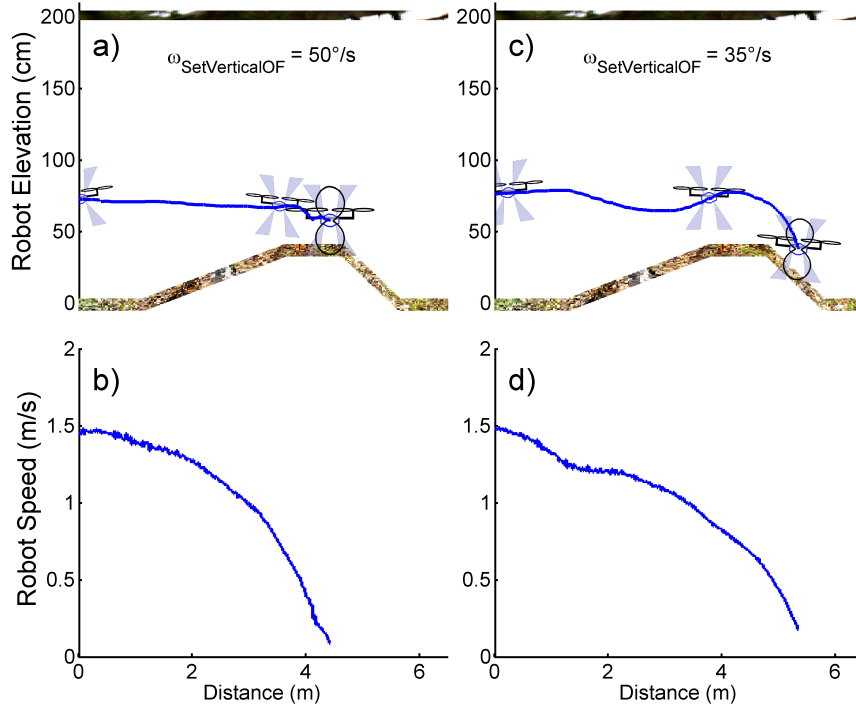 a)
ωSetVerticalOF = 50°/s
c)
ωSetVerticalOF = 35°/s
Robot Elevation (cm)
200
150
100
50
0
b)
d)
Robot Speed (m/s)
2
1.5
1
0.5
0
2
1.5
1
0.5
0
0 2 4 6
Distance (m)
0 2 4 6
Distance (m)
200
150
100
50
0